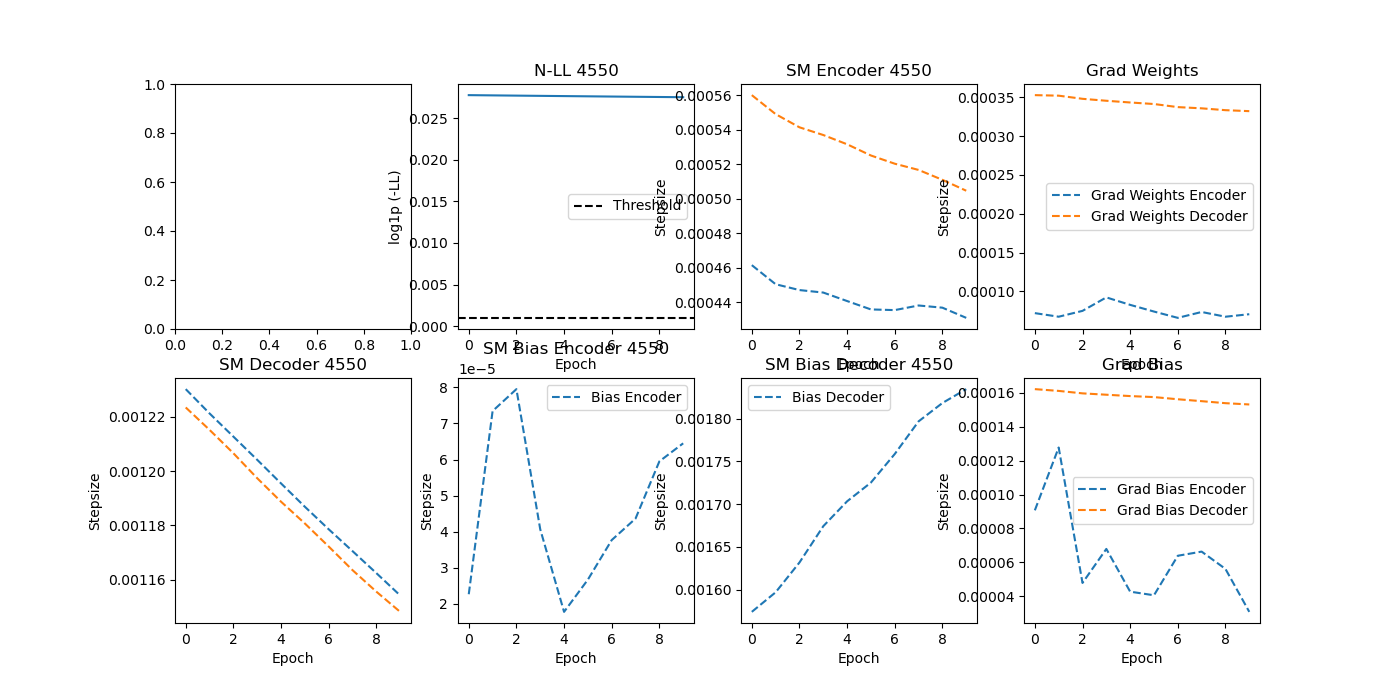 N-LL 4550
SM Encoder 4550
Grad Weights
1.0
0.8
0.6
0.4
0.2
0.0
0.0 0.2 0.4 0.6 0.8 1.0
log1p (-LL)
0.025
0.020
0.015
0.010
0.005
0.000
Threshold
0 2 4 6 8
Epoch
Stepsize
0.00056
0.00054
0.00052
0.00050
0.00048
0.00046
0.00044
0 2 4 6 8
Epoch
Stepsize
0.00035
0.00030
0.00025
0.00020
0.00015
0.00010
Grad Weights Encoder
Grad Weights Decoder
0 2 4 6 8
Epoch
SM Decoder 4550
SM Bias Encoder 4550
SM Bias Decoder 4550
Grad Bias
Stepsize
0.00122
0.00120
0.00118
0.00116
0 2 4 6 8
Epoch
1e−5
Stepsize
8
7
6
5
4
3
2
Bias Encoder
0 2 4 6 8
Epoch
Stepsize
0.00180
0.00175
0.00170
0.00165
0.00160
Bias Decoder
0 2 4 6 8
Epoch
Stepsize
0.00016
0.00014
0.00012
0.00010
0.00008
0.00006
0.00004
Grad Bias Encoder
Grad Bias Decoder
0 2 4 6 8
Epoch